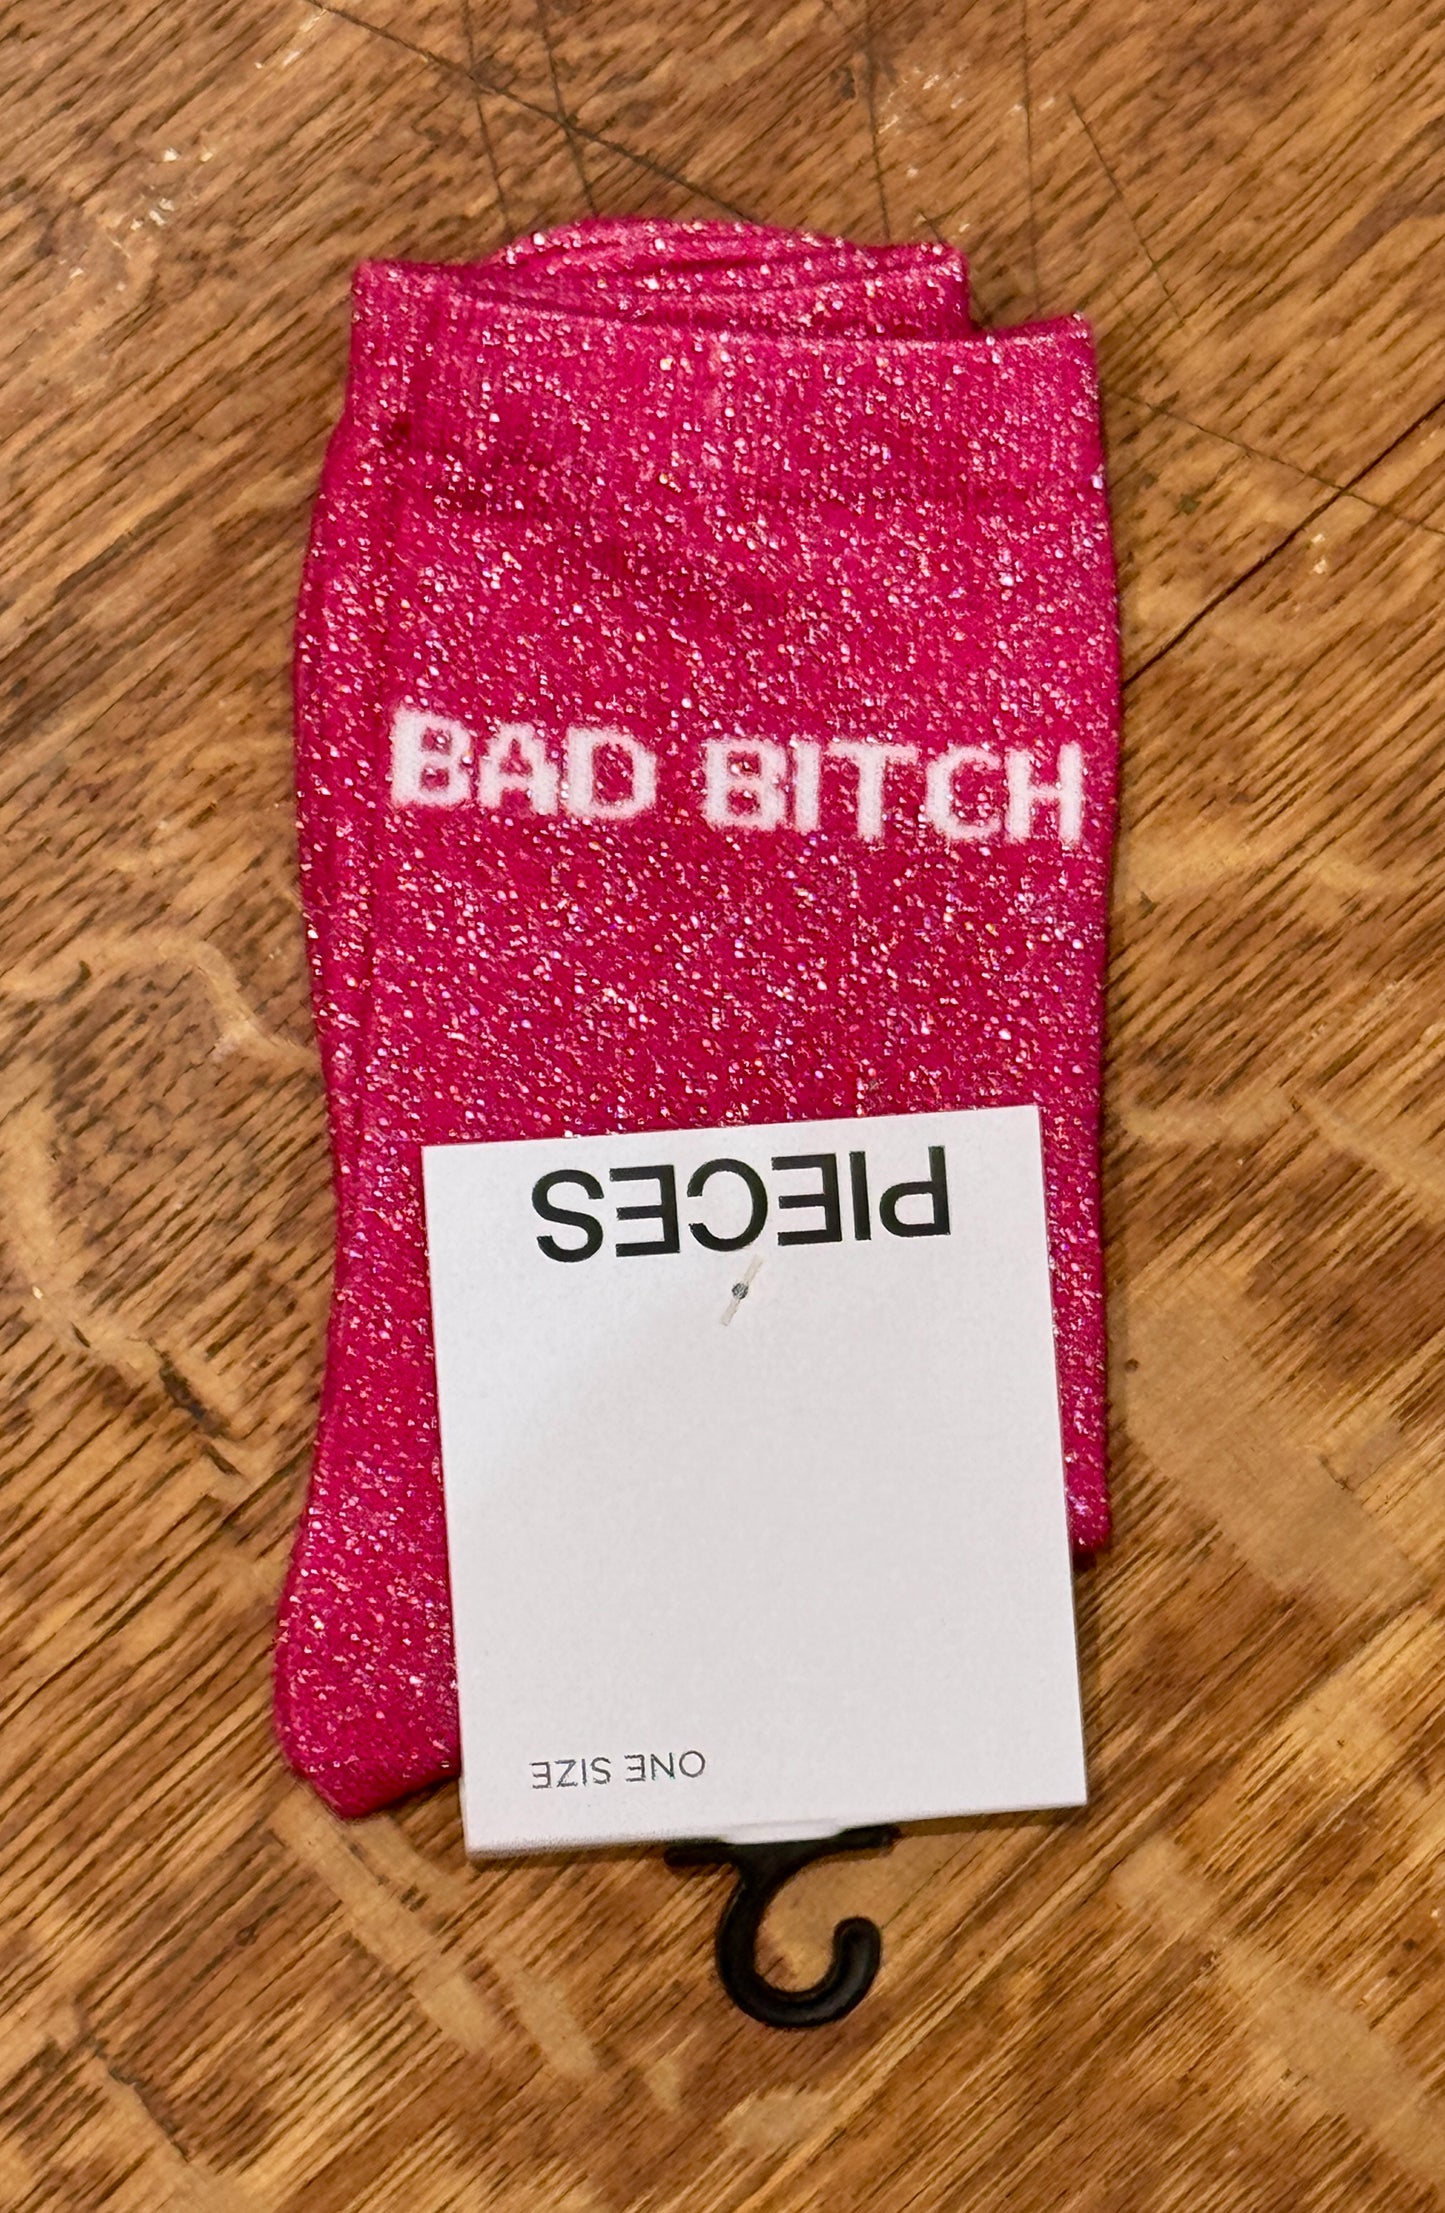 BAD BITCH
PIECES
ONE SIZE